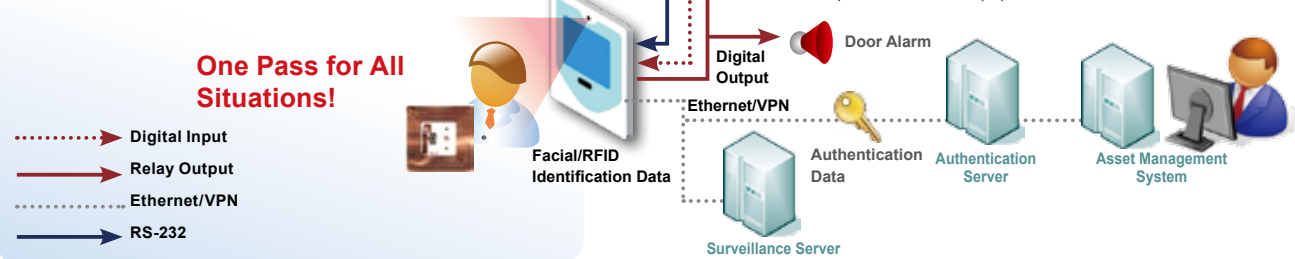 One Pass for All
Situations!
Digital Input
Relay Output
Ethernet/VPN
RS-232
Door Alarm
Digital
Output
Ethernet/VPN
Facial/RFID
Identification Data
Authentication
Data
Authentication
Server
Asset Management
System
Surveillance Server